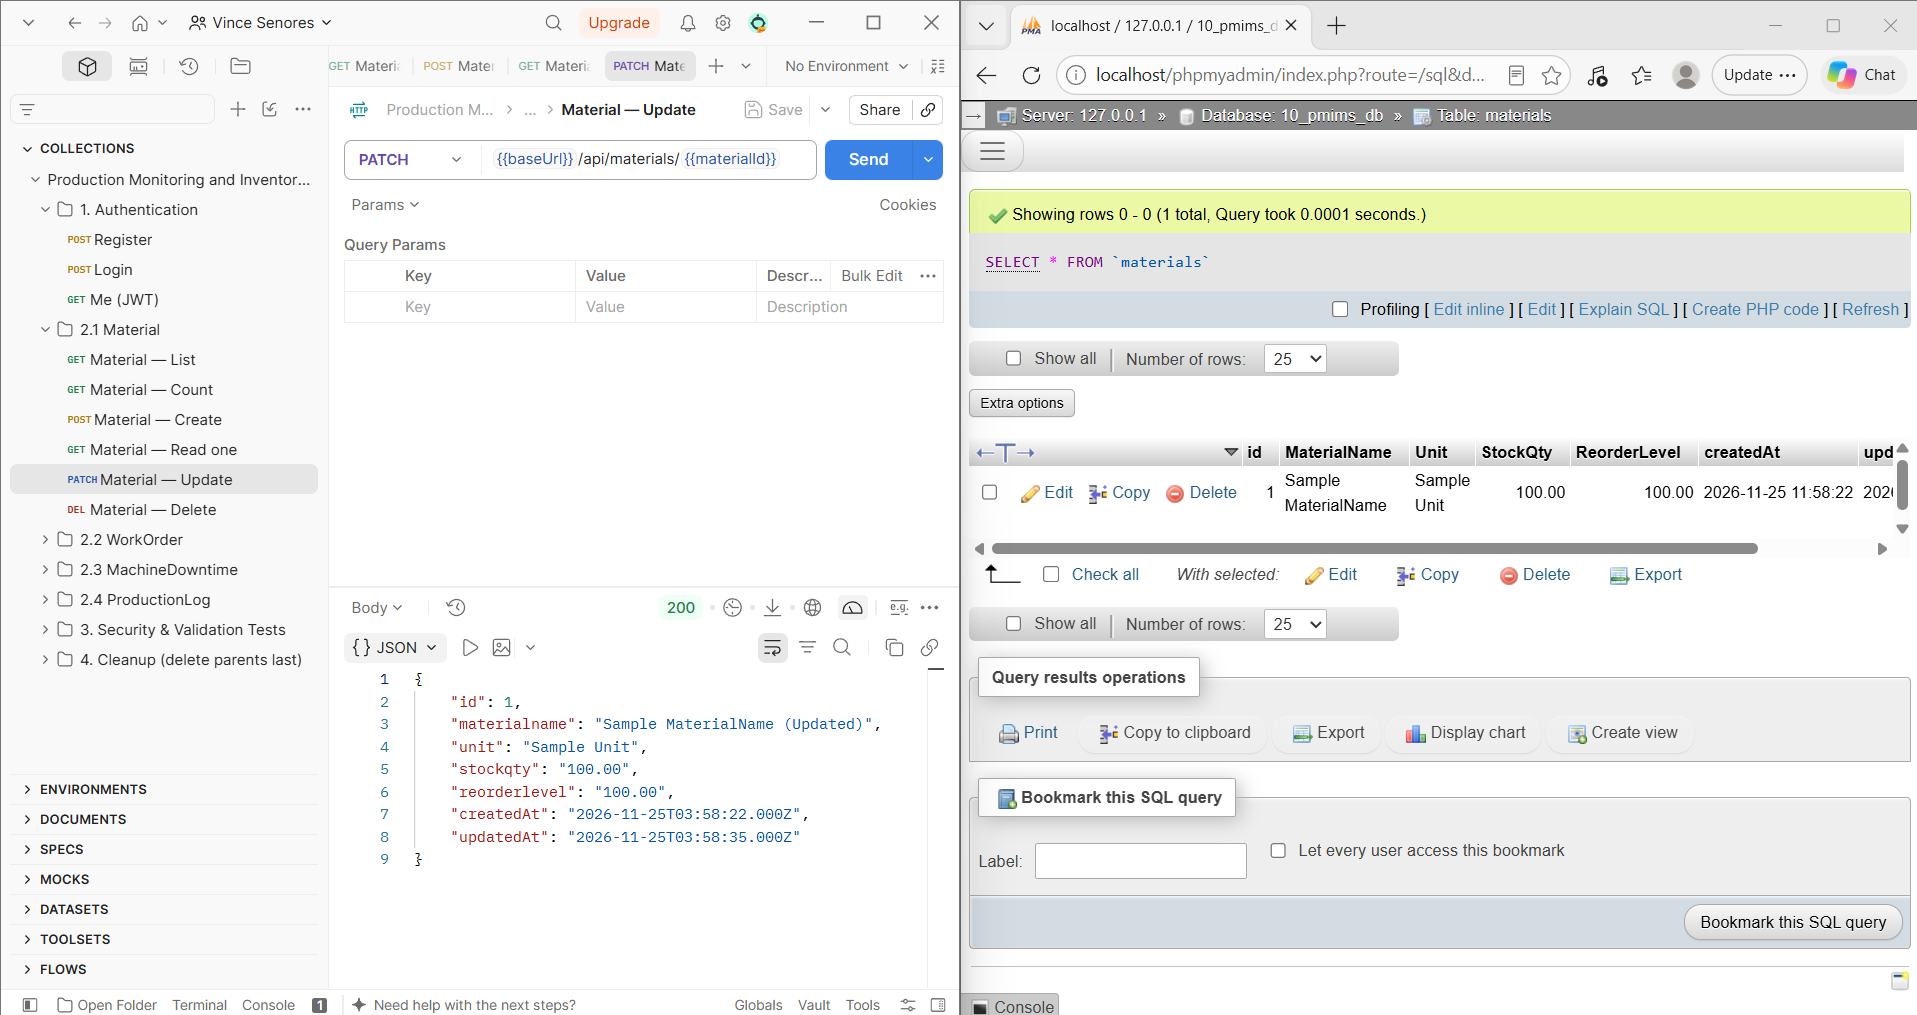 Vince Senores
Upgrade
GET Materi
POST Mate
GET Materi
PATCH Mate
No Environment
Production M... > ... > Material — Update
Save
Share
COLLECTIONS
Production Monitoring and Inventor...
1. Authentication
POST Register
POST Login
GET Me (JWT)
2.1 Material
GET Material — List
GET Material — Count
POST Material — Create
GET Material — Read one
PATCH Material — Update
DEL Material — Delete
2.2 WorkOrder
2.3 MachineDowntime
2.4 ProductionLog
3. Security & Validation Tests
4. Cleanup (delete parents last)
ENVIRONMENTS
DOCUMENTS
SPECS
MOCKS
DATASETS
TOOLSETS
FLOWS
HTTP
PATCH
{{baseUrl}} /api/materials/ {{materialId}}
Send
Params
Cookies
Query Params
Key Value Descr... Bulk Edit
Key Value Description
Body
200
e.g.
{} JSON
1 {
2 "id": 1,
3 "materialname": "Sample MaterialName (Updated)",
4 "unit": "Sample Unit",
5 "stockqty": "100.00",
6 "reorderlevel": "100.00",
7 "createdAt": "2026-11-25T03:58:22.000Z",
8 "updatedAt": "2026-11-25T03:58:35.000Z"
9 }
Open Folder Terminal Console 1 Need help with the next steps? Globals Vault Tools
PMA localhost / 127.0.0.1 / 10_pmims_d
localhost/phpmyadmin/index.php?route=/sql&d...
Update
Chat
Server: 127.0.0.1 » Database: 10_pmims_db » Table: materials
Showing rows 0 - 0 (1 total, Query took 0.0001 seconds.)
SELECT * FROM `materials`
Profiling [ Edit inline ] [ Edit ] [ Explain SQL ] [ Create PHP code ] [ Refresh ]
Show all Number of rows: 25
Extra options
id MaterialName Unit StockQty ReorderLevel createdAt upd
Edit Copy Delete 1 Sample MaterialName Sample Unit 100.00 100.00 2026-11-25 11:58:22 202
Check all With selected: Edit Copy Delete Export
Show all Number of rows: 25
Query results operations
Print Copy to clipboard Export Display chart Create view
Bookmark this SQL query
Label:
Let every user access this bookmark
Bookmark this SQL query
Console